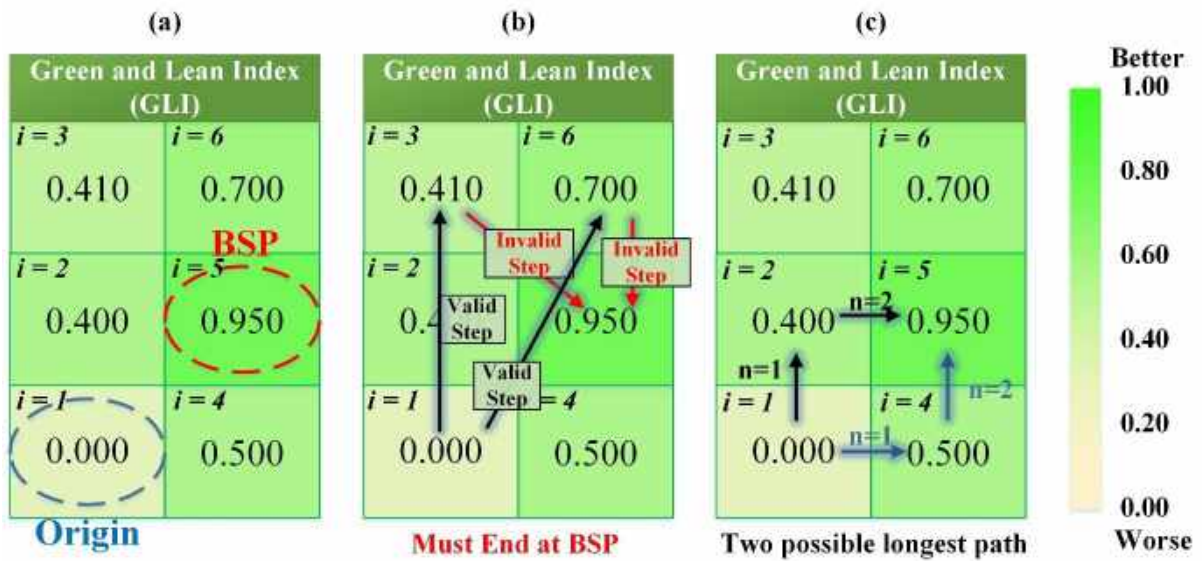 (a)
Green and Lean Index
(GLI)
i = 3
i = 6
0.410
0.700
BSP
i = 2
i = 5
0.400
0.950
i = 1
i = 4
0.000
0.500
Origin
(b)
Green and Lean Index
(GLI)
i = 3
i = 6
0.410
0.700
Invalid
Step
Invalid
Step
i = 2
Valid
Step
0.950
Valid
Step
i = 1
= 4
0.000
0.500
Must End at BSP
(c)
Green and Lean Index
(GLI)
i = 3
i = 6
0.410
0.700
i = 2
i = 5
n=2
0.400
0.950
n=1
n=2
i = 1
i = 4
n=1
0.000
0.500
Two possible longest path
Better
1.00
0.80
0.60
0.40
0.20
0.00
Worse